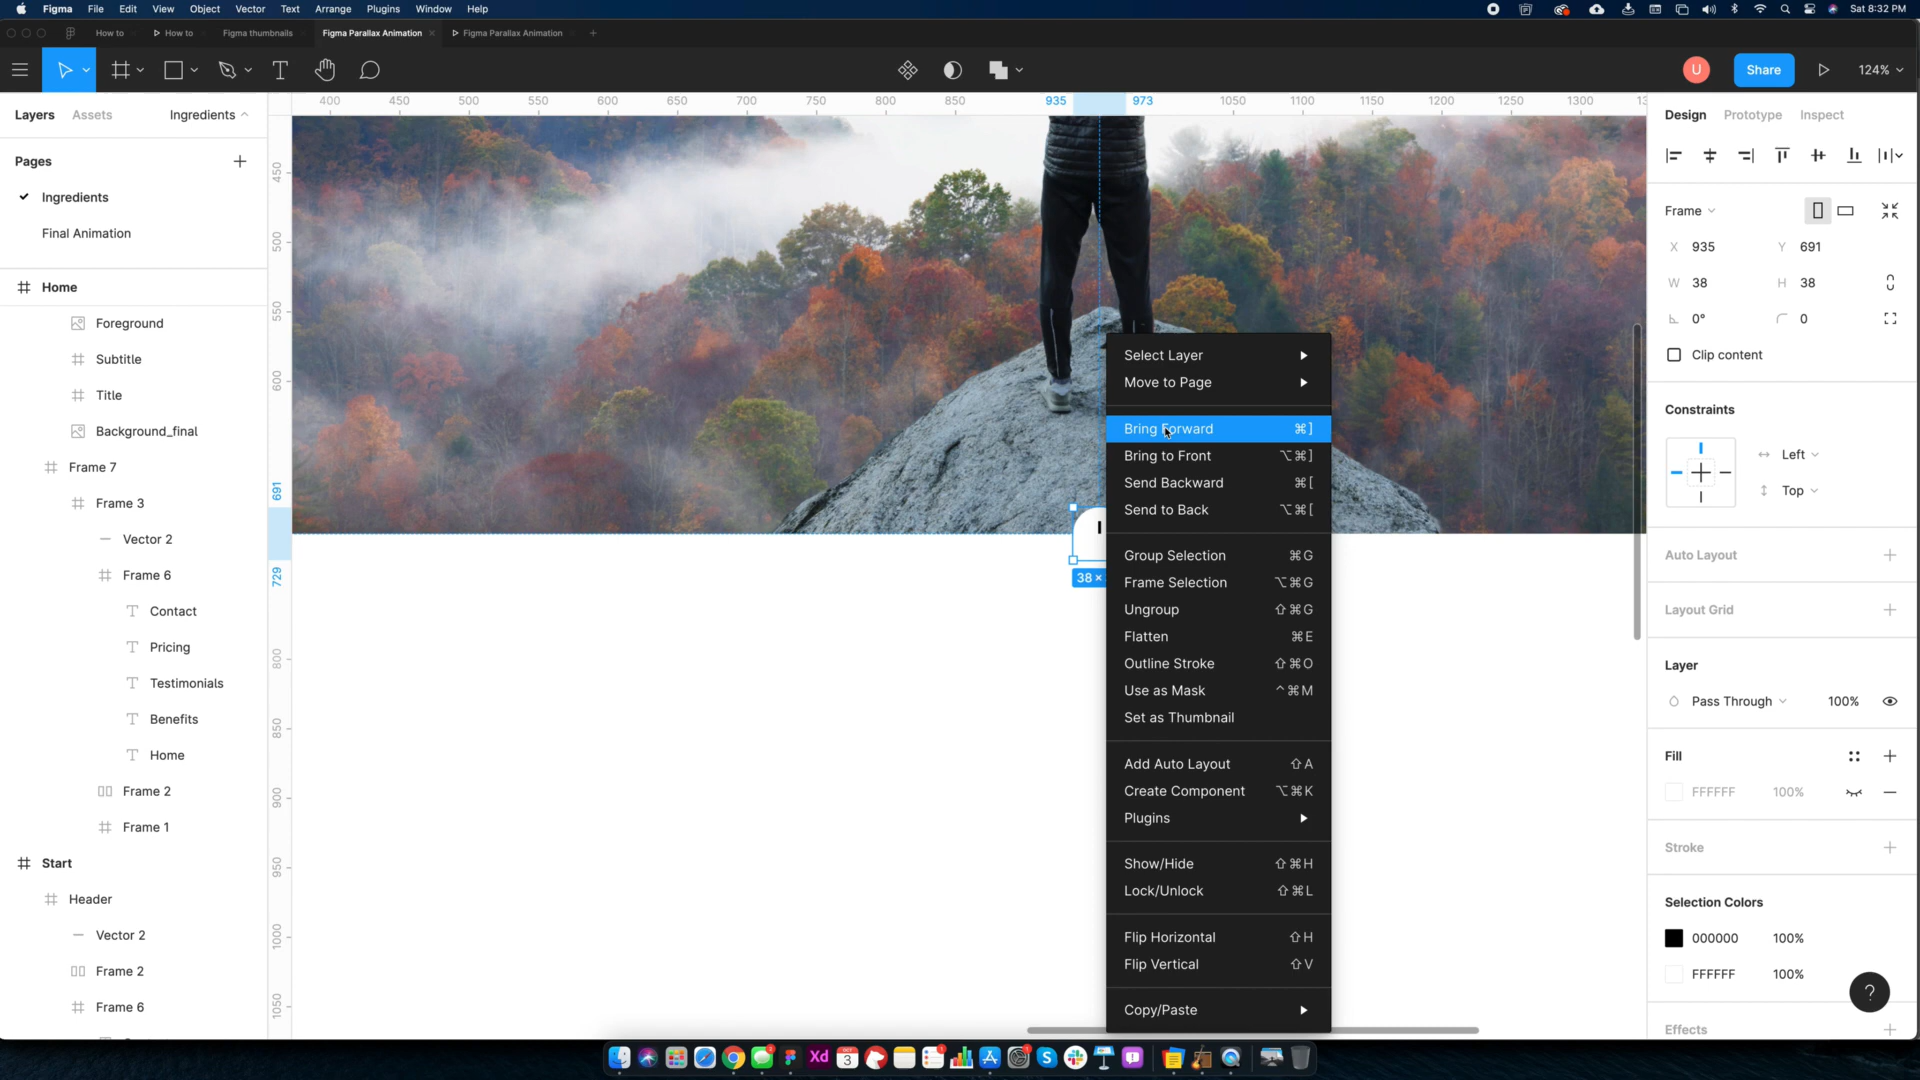 Figma File Edit View Object Vector Text Arrange Plugins Window Help Sat 8:32 PM
How to How to Figma thumbnails Figma Parallax Animation Figma Parallax Animation
U Share 124%
Layers Assets Ingredients
Pages
Ingredients
Final Animation
Home
Foreground
Subtitle
Title
Background_final
Frame 7
Frame 3
Vector 2
Frame 6
Contact
Pricing
Testimonials
Benefits
Home
Frame 2
Frame 1
Start
Header
Vector 2
Frame 2
Frame 6
400 450 500 550 600 650 700 750 800 850 935 973 1050 1100 1150 1200 1250 1300
450
500
550
600
691
729
800
850
900
950
1000
1050
38 ×
Select Layer
Move to Page
Bring Forward ⌘]
Bring to Front ⌥⌘]
Send Backward ⌘[
Send to Back ⌥⌘[
Group Selection ⌘G
Frame Selection ⌥⌘G
Ungroup ⇧⌘G
Flatten ⌘E
Outline Stroke ⇧⌘O
Use as Mask ^⌘M
Set as Thumbnail
Add Auto Layout ⇧A
Create Component ⌥⌘K
Plugins
Show/Hide ⇧⌘H
Lock/Unlock ⇧⌘L
Flip Horizontal ⇧H
Flip Vertical ⇧V
Copy/Paste
Design Prototype Inspect
Frame
X 935 Y 691
W 38 H 38
0° 0
Clip content
Constraints
Left
Top
Auto Layout
Layout Grid
Layer
Pass Through 100%
Fill
FFFFFF 100%
Stroke
Selection Colors
000000 100%
FFFFFF 100%
?
Effects
Xd
OCT
3